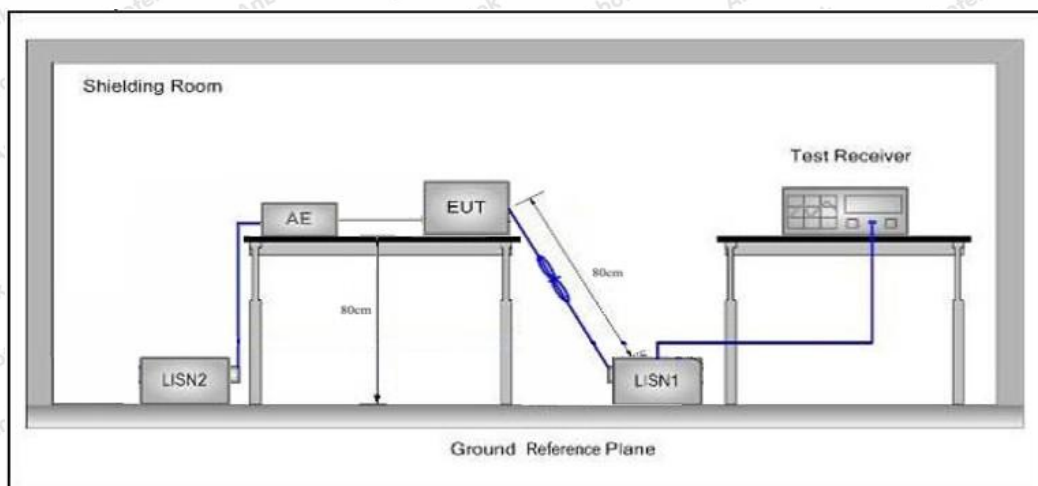 Shielding Room
Test Receiver
AE
EUT
80cm
80cm
LISN2
LISN1
Ground Reference Plane